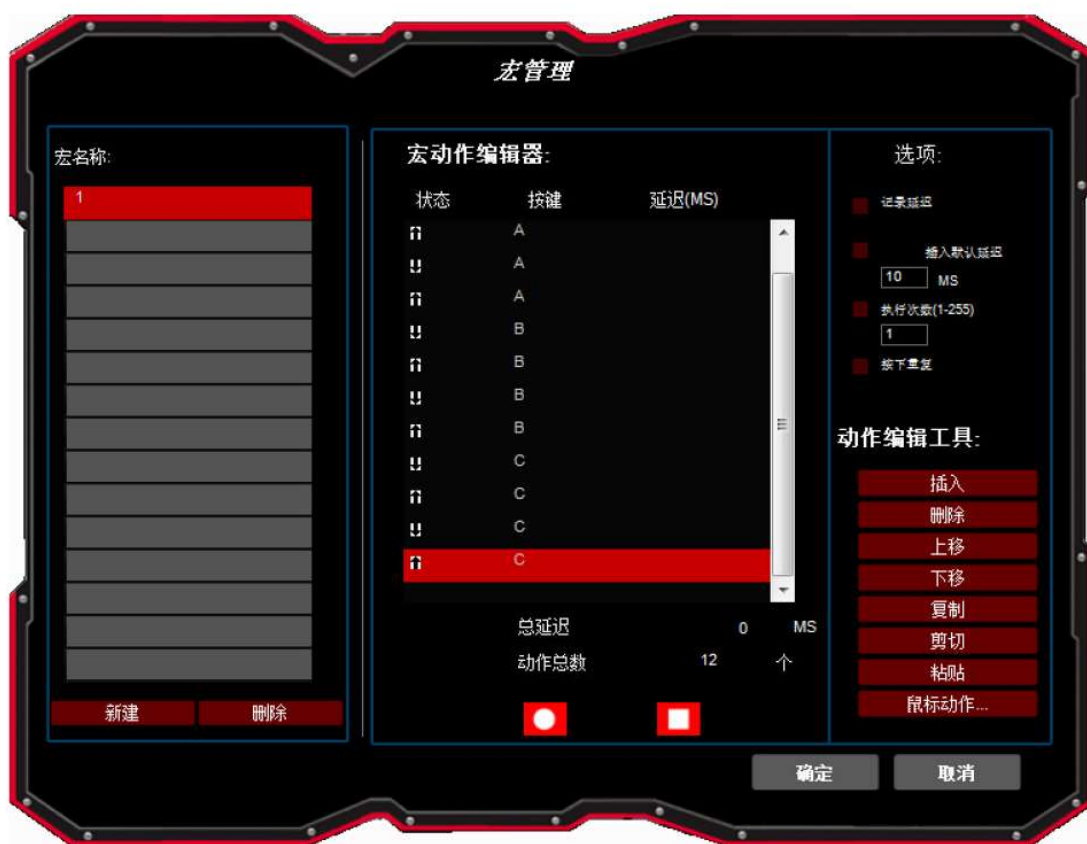 宏管理
宏名称:
1
新建 删除
宏动作编辑器:
状态 按键 延迟(MS)
A
A
A
B
B
B
B
C
C
C
C
总延迟 0 MS
动作总数 12 个
选项:
记录延迟
插入默认延迟
10 MS
执行次数(1-255)
1
按下重复
动作编辑工具:
插入
删除
上移
下移
复制
剪切
粘贴
鼠标动作...
确定 取消